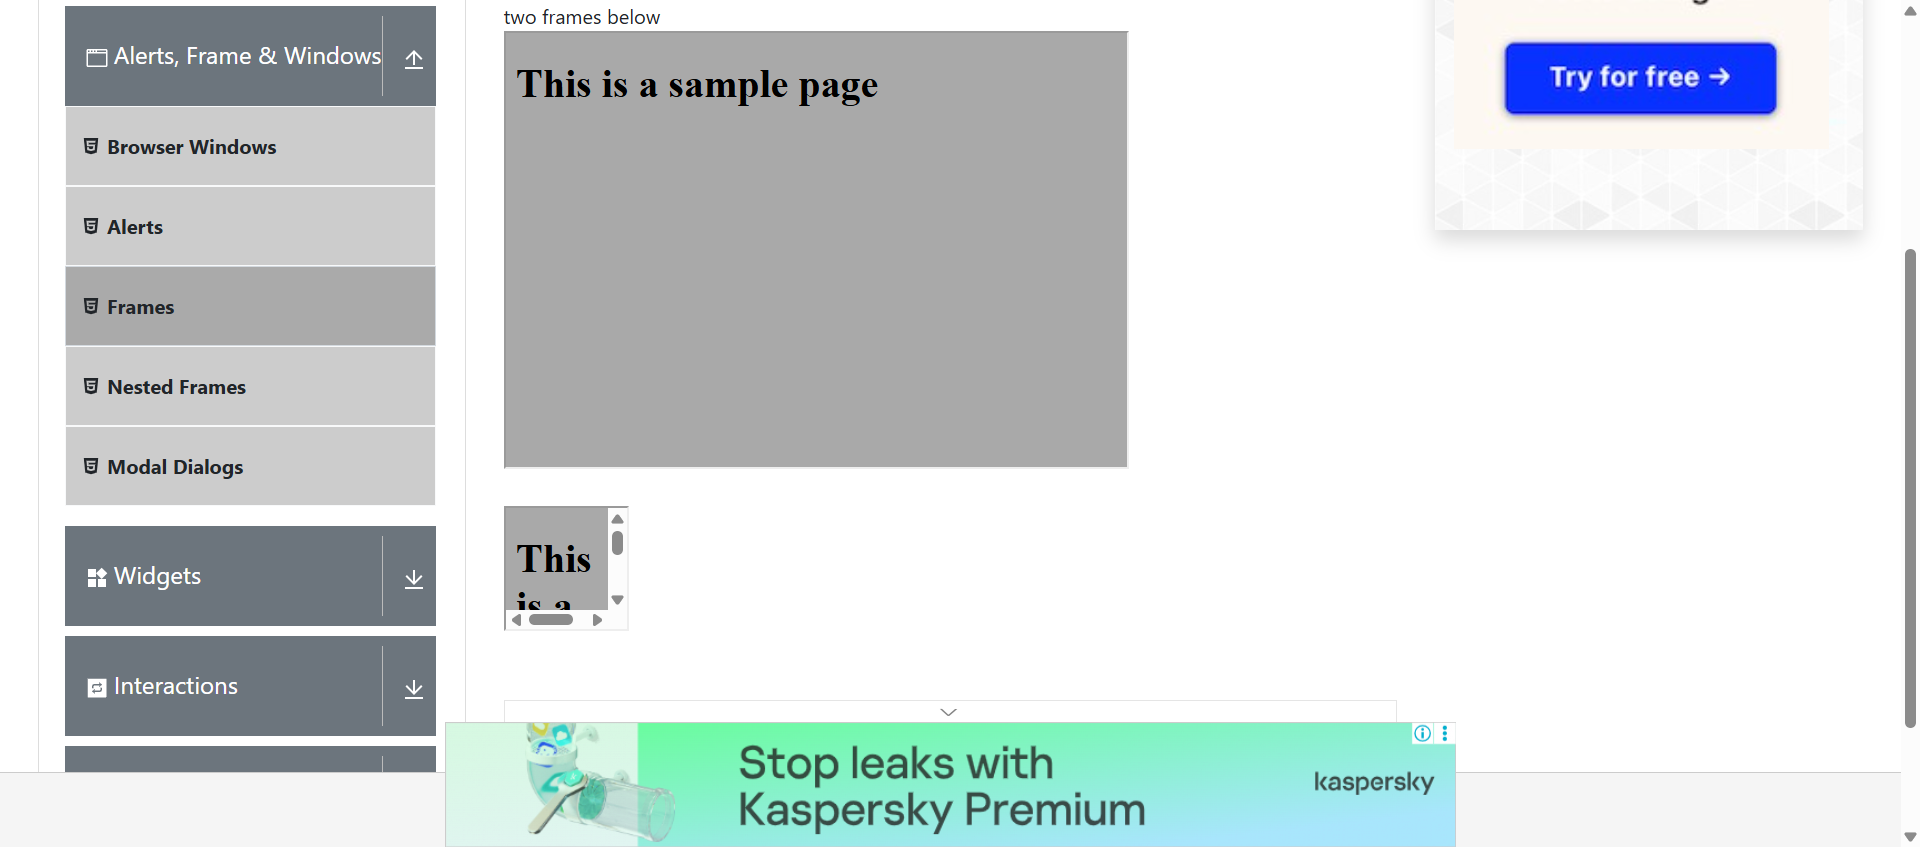 Alerts, Frame & Windows
Browser Windows
Alerts
Frames
Nested Frames
Modal Dialogs
Widgets
Interactions
two frames below
This is a sample page
This
is a
Try for free →
Stop leaks with
Kaspersky Premium
kaspersky